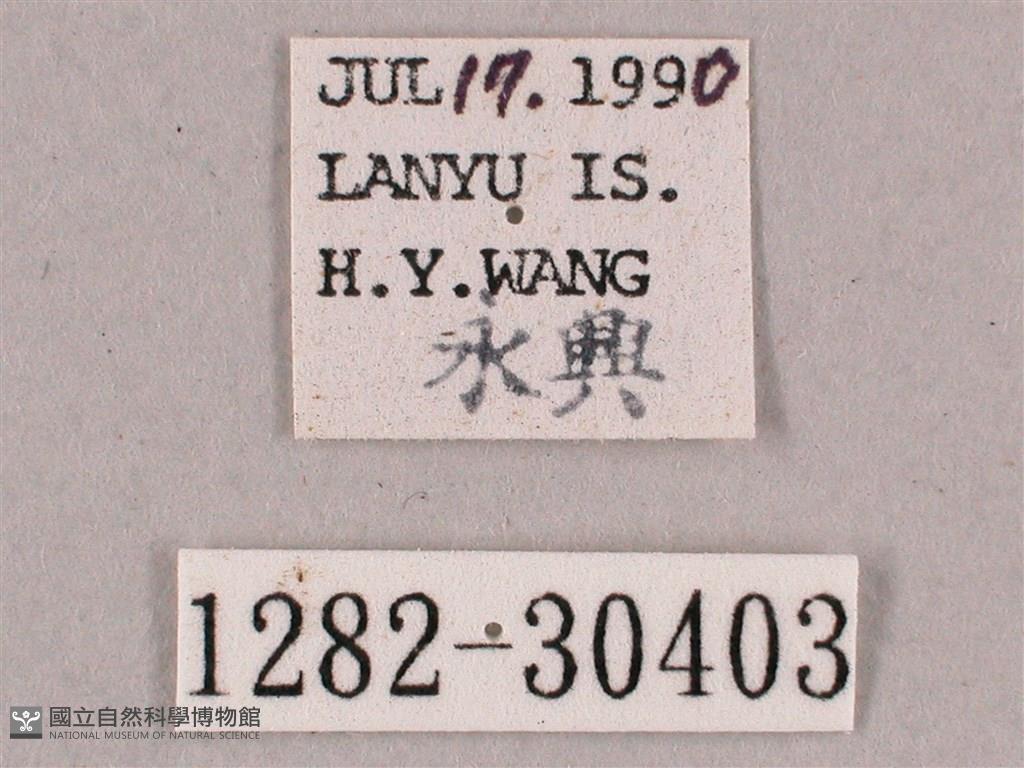 JUL 17. 1990
LANYU IS.
H.Y.WANG
永興
1282-30403
國立自然科學博物館
NATIONAL MUSEUM OF NATURAL SCIENCE